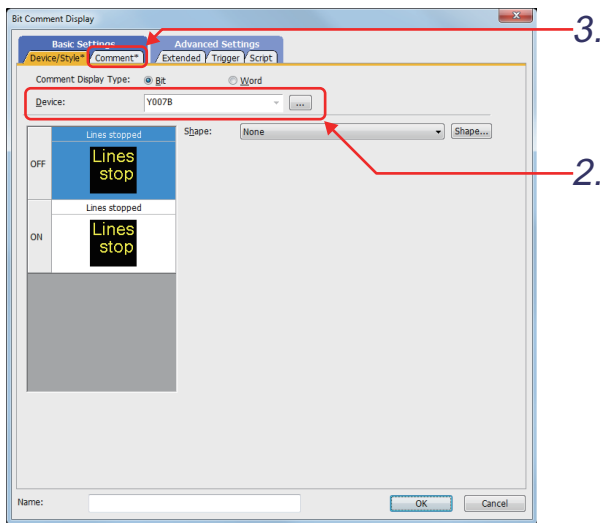 Bit Comment Display
3.
Basic Settings Advanced Settings
Device/Style* Comment* Extended Trigger Script
Comment Display Type: Bit Word
Device: Y007B ...
Lines stopped Shape: None Shape...
OFF
Lines
stop
2.
Lines stopped
ON
Lines
stop
Name: OK Cancel